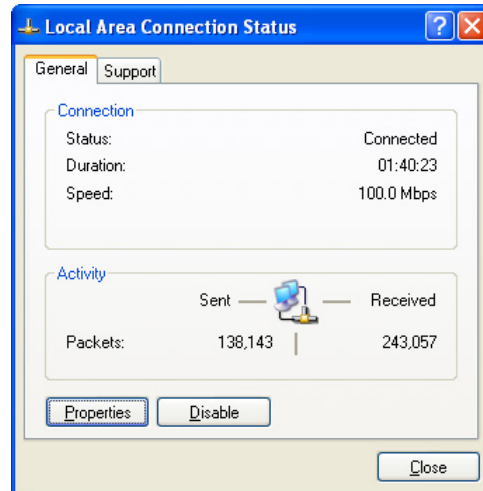 Local Area Connection Status
General Support
Connection
Status: Connected
Duration: 01:40:23
Speed: 100.0 Mbps
Activity
Sent Received
Packets: 138,143 243,057
Properties Disable
Close